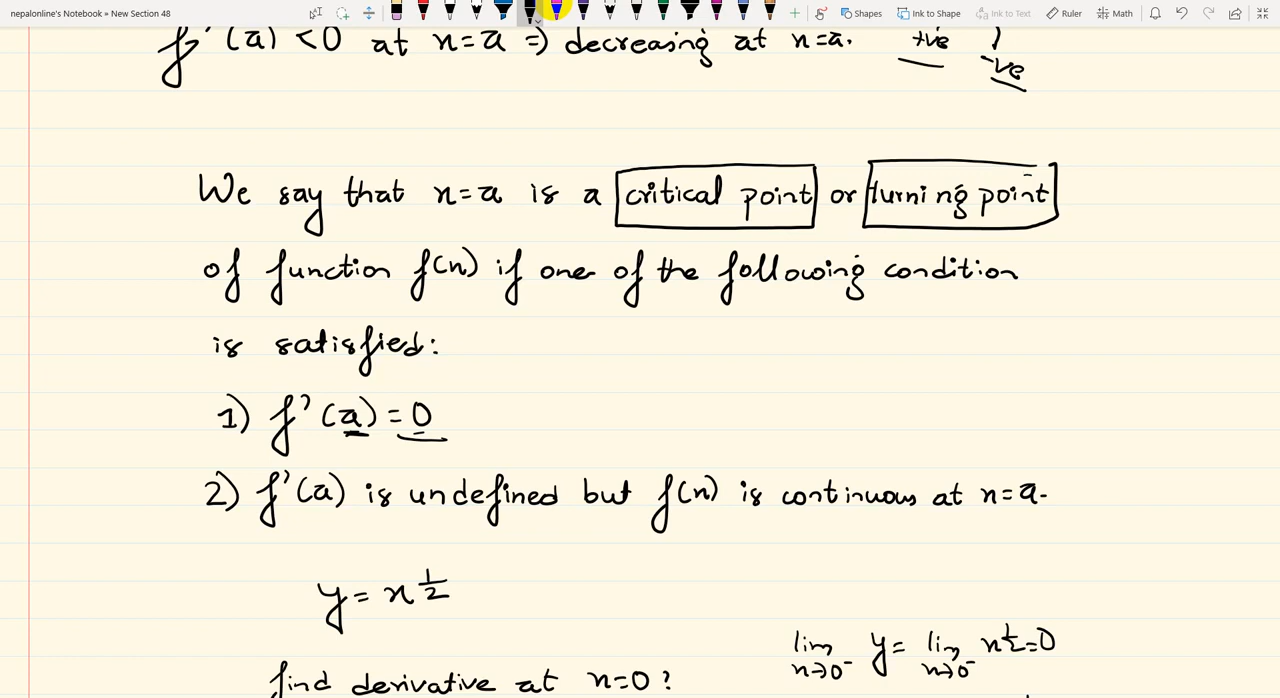 nepalonline's Notebook » New Section 48
Shapes Ink to Shape Ink to Text Ruler Math
f'(a) <0 at x=a => decreasing at x=a. +ive
-ve
We say that x=a is a critical point or turning point
of function f(x) if one of the following condition
is satisfied:
1) f'(a) = 0
2) f'(a) is undefined but f(x) is continuous at x=a.
y = x^1/2
lim x→0⁻ y = lim x→0⁻ x^1/2 = 0
find derivative at x=0?